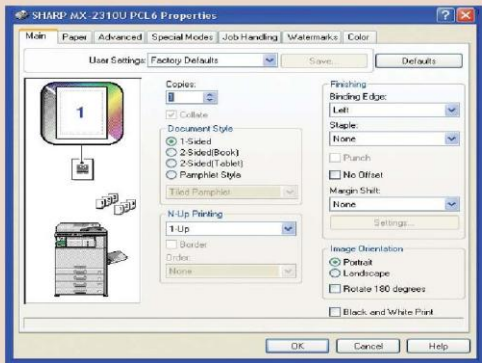 SHARP MX-2310U PCL6 Properties
Main Paper Advanced Special Modes Job Handling Watermarks Color
User Settings: Factory Defaults Save... Defaults
1
Copies:
1
Collate
Document Style
1-Sided
2-Sided(Book)
2-Sided(Tablet)
Pamphlet Style
Tiled Pamphlet
N-Up Printing
1-Up
Border
Order:
None
Finishing
Binding Edge:
Left
Staple:
None
Punch
No Offset
Margin Shift:
None
Settings...
Image Orientation
Portrait
Landscape
Rotate 180 degrees
Black and White Print
OK Cancel Help